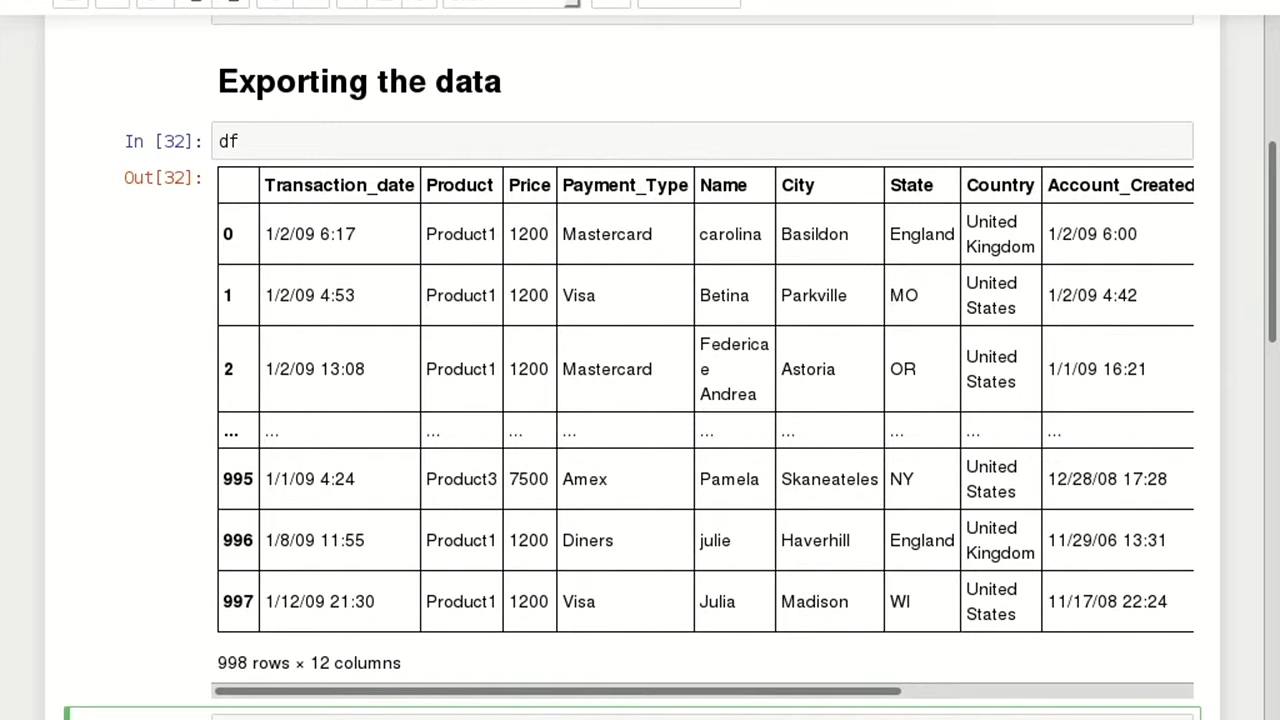 Exporting the data
In [32]: df
Out[32]:
Transaction_date Product Price Payment_Type Name City State Country Account_Created
0 1/2/09 6:17 Product1 1200 Mastercard carolina Basildon England United Kingdom 1/2/09 6:00
1 1/2/09 4:53 Product1 1200 Visa Betina Parkville MO United States 1/2/09 4:42
2 1/2/09 13:08 Product1 1200 Mastercard Federica e Andrea Astoria OR United States 1/1/09 16:21
... ... ... ... ... ... ... ... ... ...
995 1/1/09 4:24 Product3 7500 Amex Pamela Skaneateles NY United States 12/28/08 17:28
996 1/8/09 11:55 Product1 1200 Diners julie Haverhill England United Kingdom 11/29/06 13:31
997 1/12/09 21:30 Product1 1200 Visa Julia Madison WI United States 11/17/08 22:24
998 rows × 12 columns